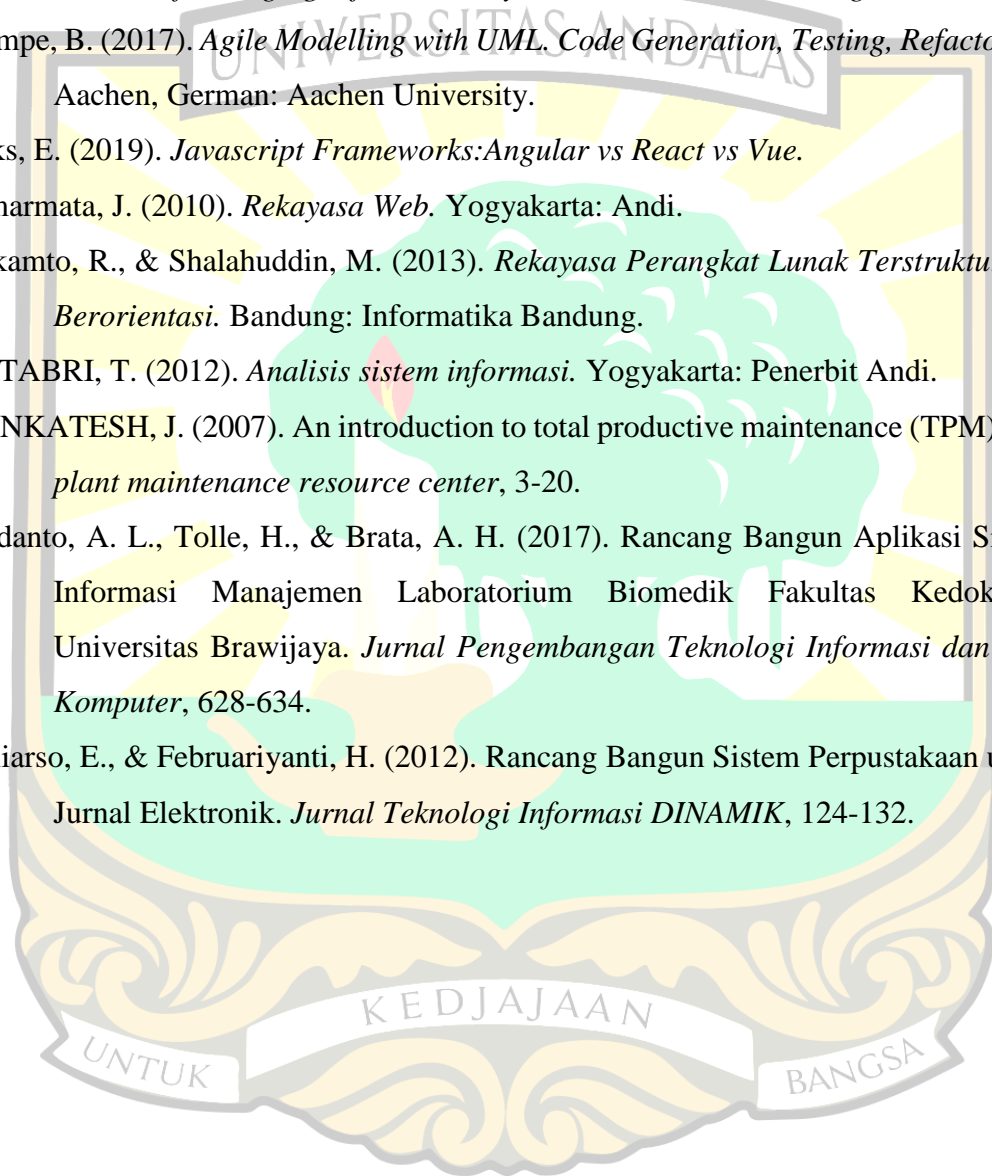 UNIVERSITAS ANDALAS
mpe, B. (2017). Agile Modelling with UML. Code Generation, Testing, Refacto
Aachen, German: Aachen University.
ks, E. (2019). Javascript Frameworks:Angular vs React vs Vue.
harmata, J. (2010). Rekayasa Web. Yogyakarta: Andi.
kamto, R., & Shalahuddin, M. (2013). Rekayasa Perangkat Lunak Terstruktu
Berorientasi. Bandung: Informatika Bandung.
TABRI, T. (2012). Analisis sistem informasi. Yogyakarta: Penerbit Andi.
NKATESH, J. (2007). An introduction to total productive maintenance (TPM)
plant maintenance resource center, 3-20.
danto, A. L., Tolle, H., & Brata, A. H. (2017). Rancang Bangun Aplikasi Si
Informasi Manajemen Laboratorium Biomedik Fakultas Kedok
Universitas Brawijaya. Jurnal Pengembangan Teknologi Informasi dan
Komputer, 628-634.
iarso, E., & Februariyanti, H. (2012). Rancang Bangun Sistem Perpustakaan u
Jurnal Elektronik. Jurnal Teknologi Informasi DINAMIK, 124-132.
KEDJAJAAN
UNTUK BANGSA